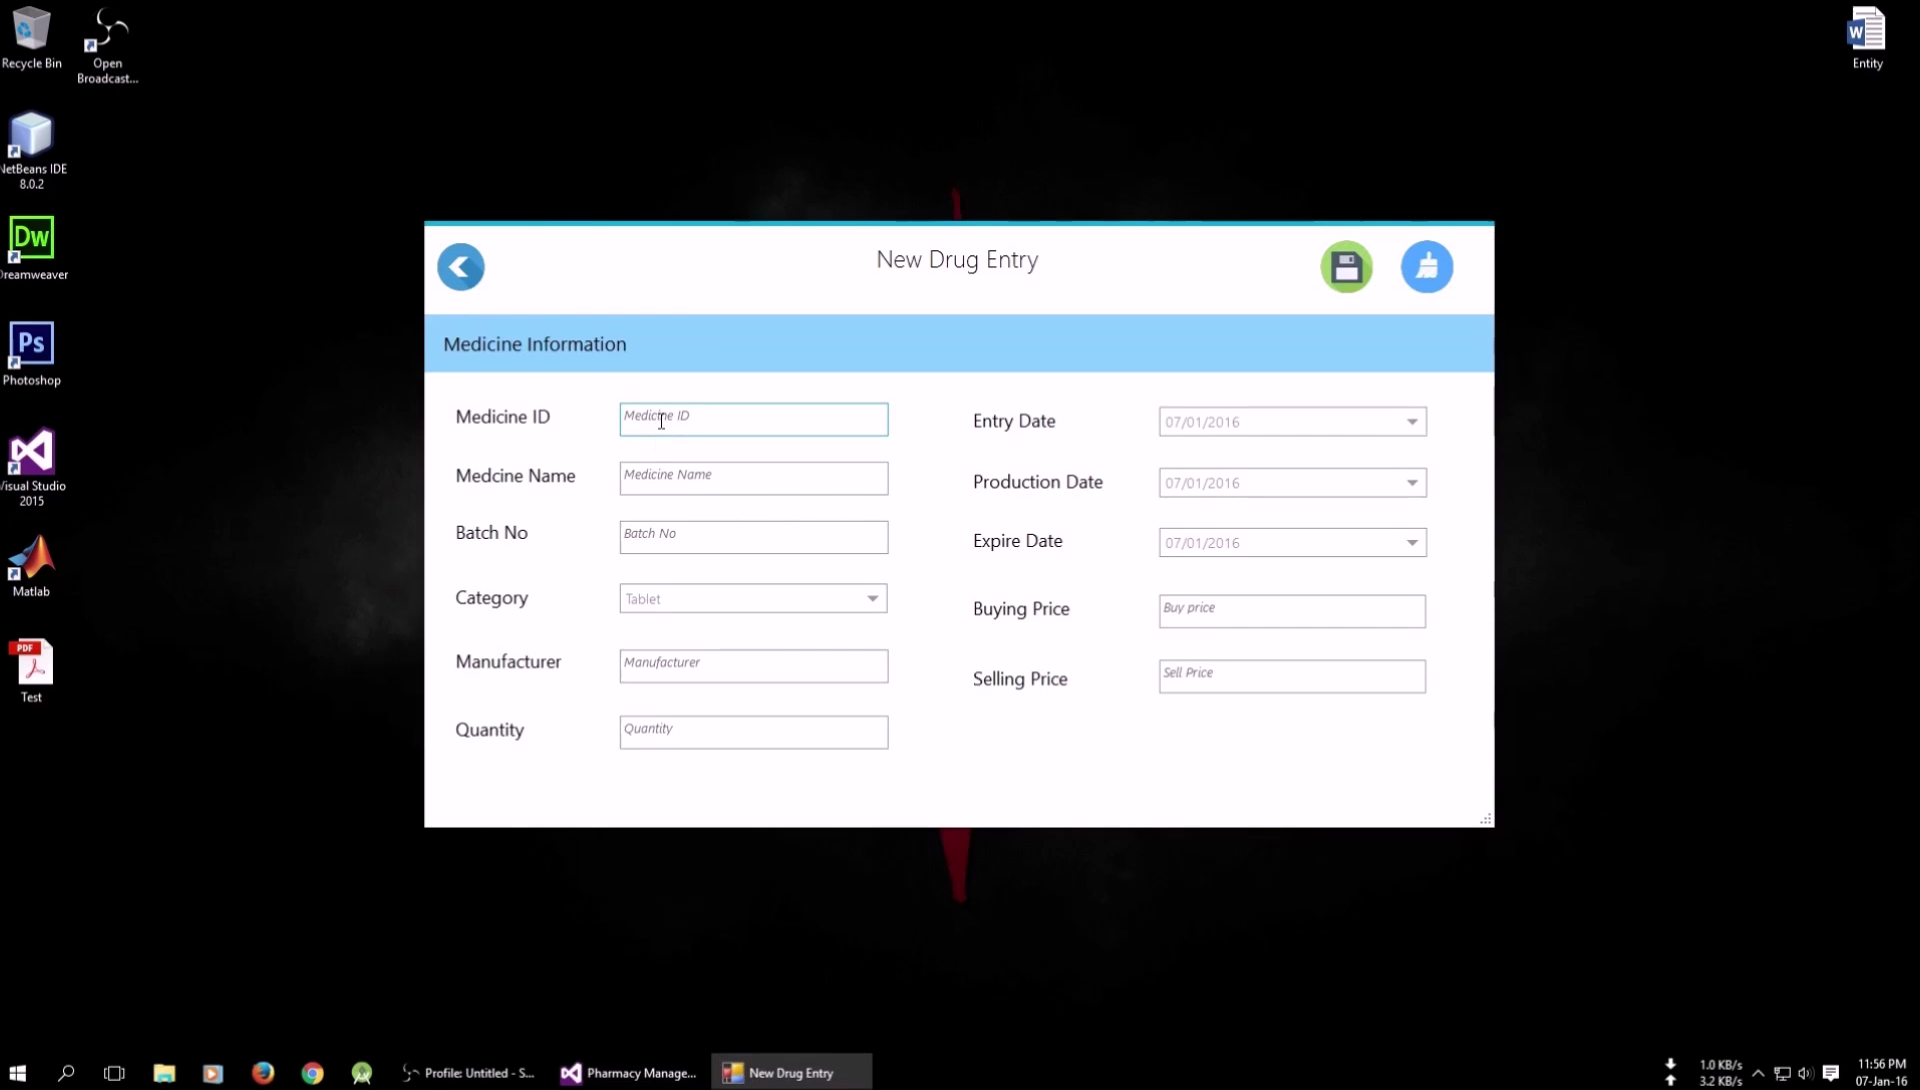 Recycle Bin
Open
Broadcast...
Entity
NetBeans IDE
8.0.2
Dw
Dreamweaver
Ps
Photoshop
Visual Studio
2015
Matlab
PDF
Test
New Drug Entry
Medicine Information
Medicine ID
Medicine ID
Entry Date
07/01/2016
Medcine Name
Medicine Name
Production Date
07/01/2016
Batch No
Batch No
Expire Date
07/01/2016
Category
Tablet
Buying Price
Buy price
Manufacturer
Manufacturer
Selling Price
Sell Price
Quantity
Quantity
Profile: Untitled - S...
Pharmacy Manage...
New Drug Entry
1.0 KB/s
3.2 KB/s
11:56 PM
07-Jan-16